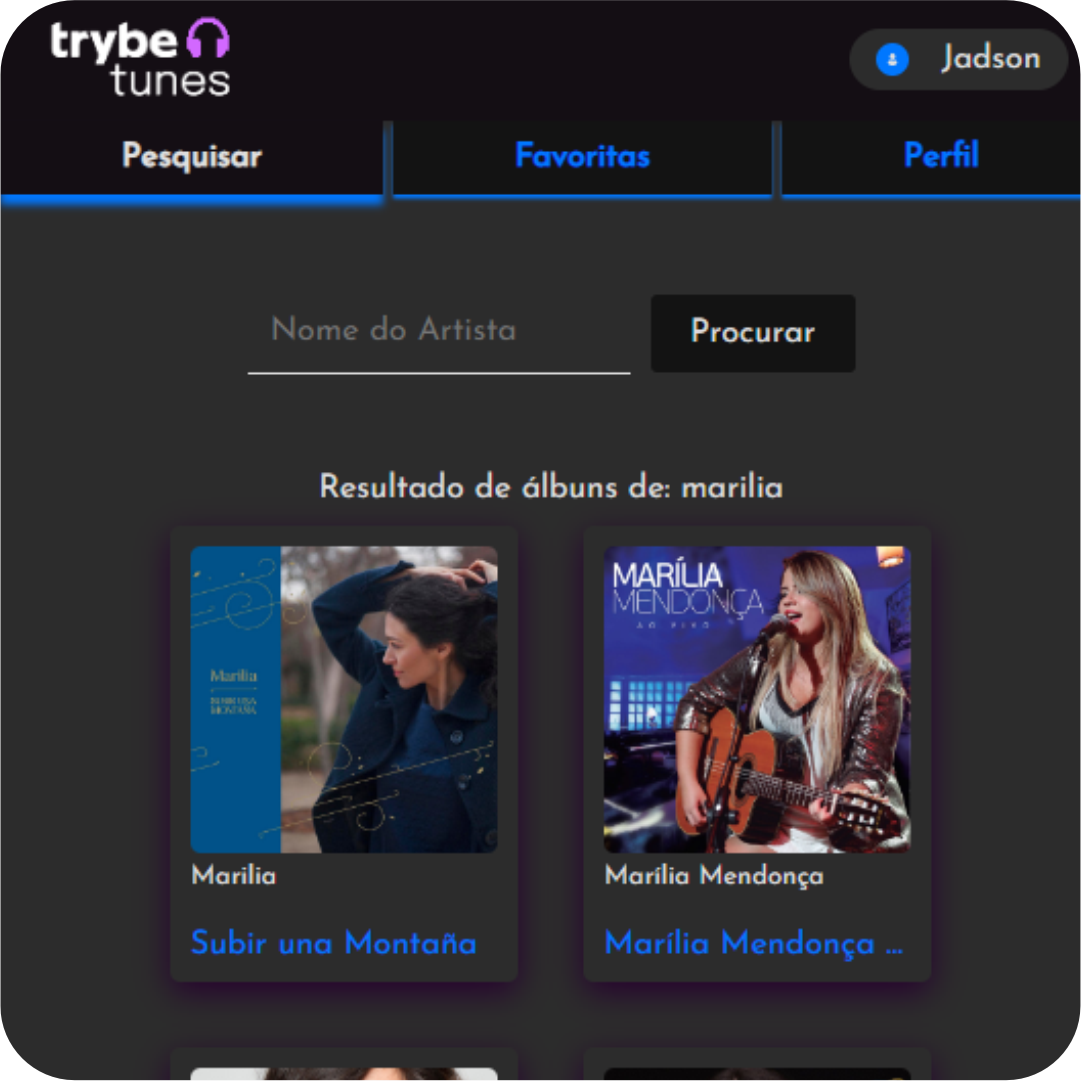 trybe
tunes
Jadson
Pesquisar
Favoritas
Perfil
Nome do Artista
Procurar
Resultado de álbuns de: marilia
Marilia
SUBIR UNA
MONTAÑA
MARÍLIA
MENDONÇA
AO VIVO
Marilia
Marília Mendonça
Subir una Montaña
Marília Mendonça ...